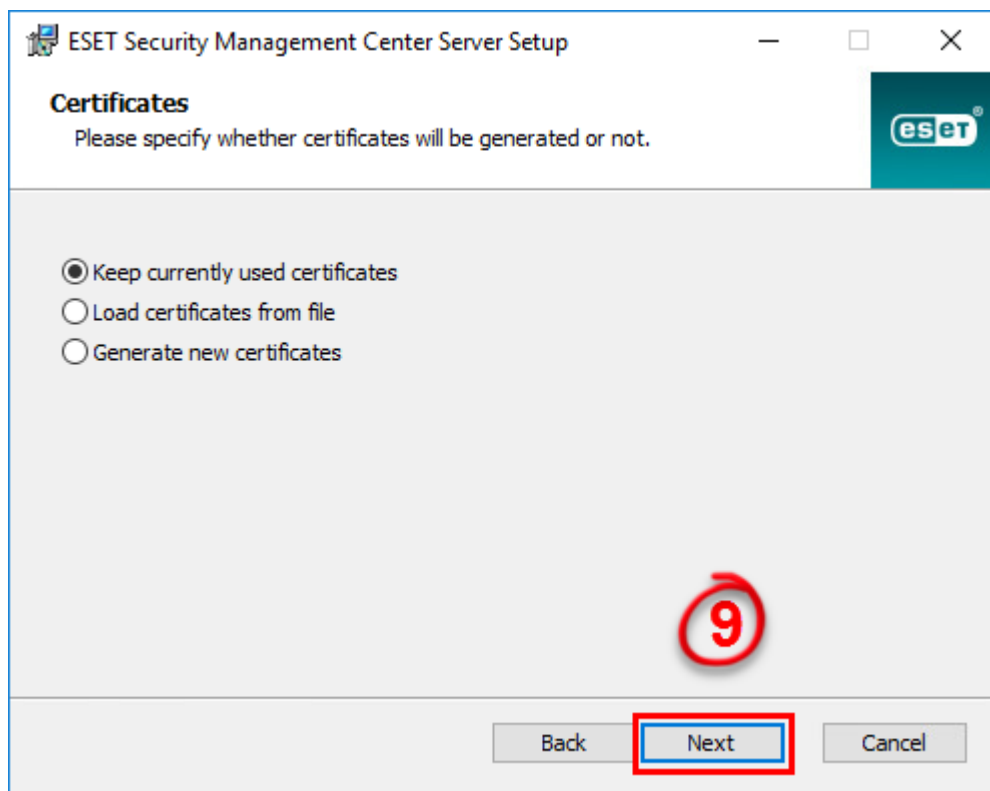 ESET Security Management Center Server Setup
Certificates
Please specify whether certificates will be generated or not.
eseT®
Keep currently used certificates
Load certificates from file
Generate new certificates
9
Back Next Cancel